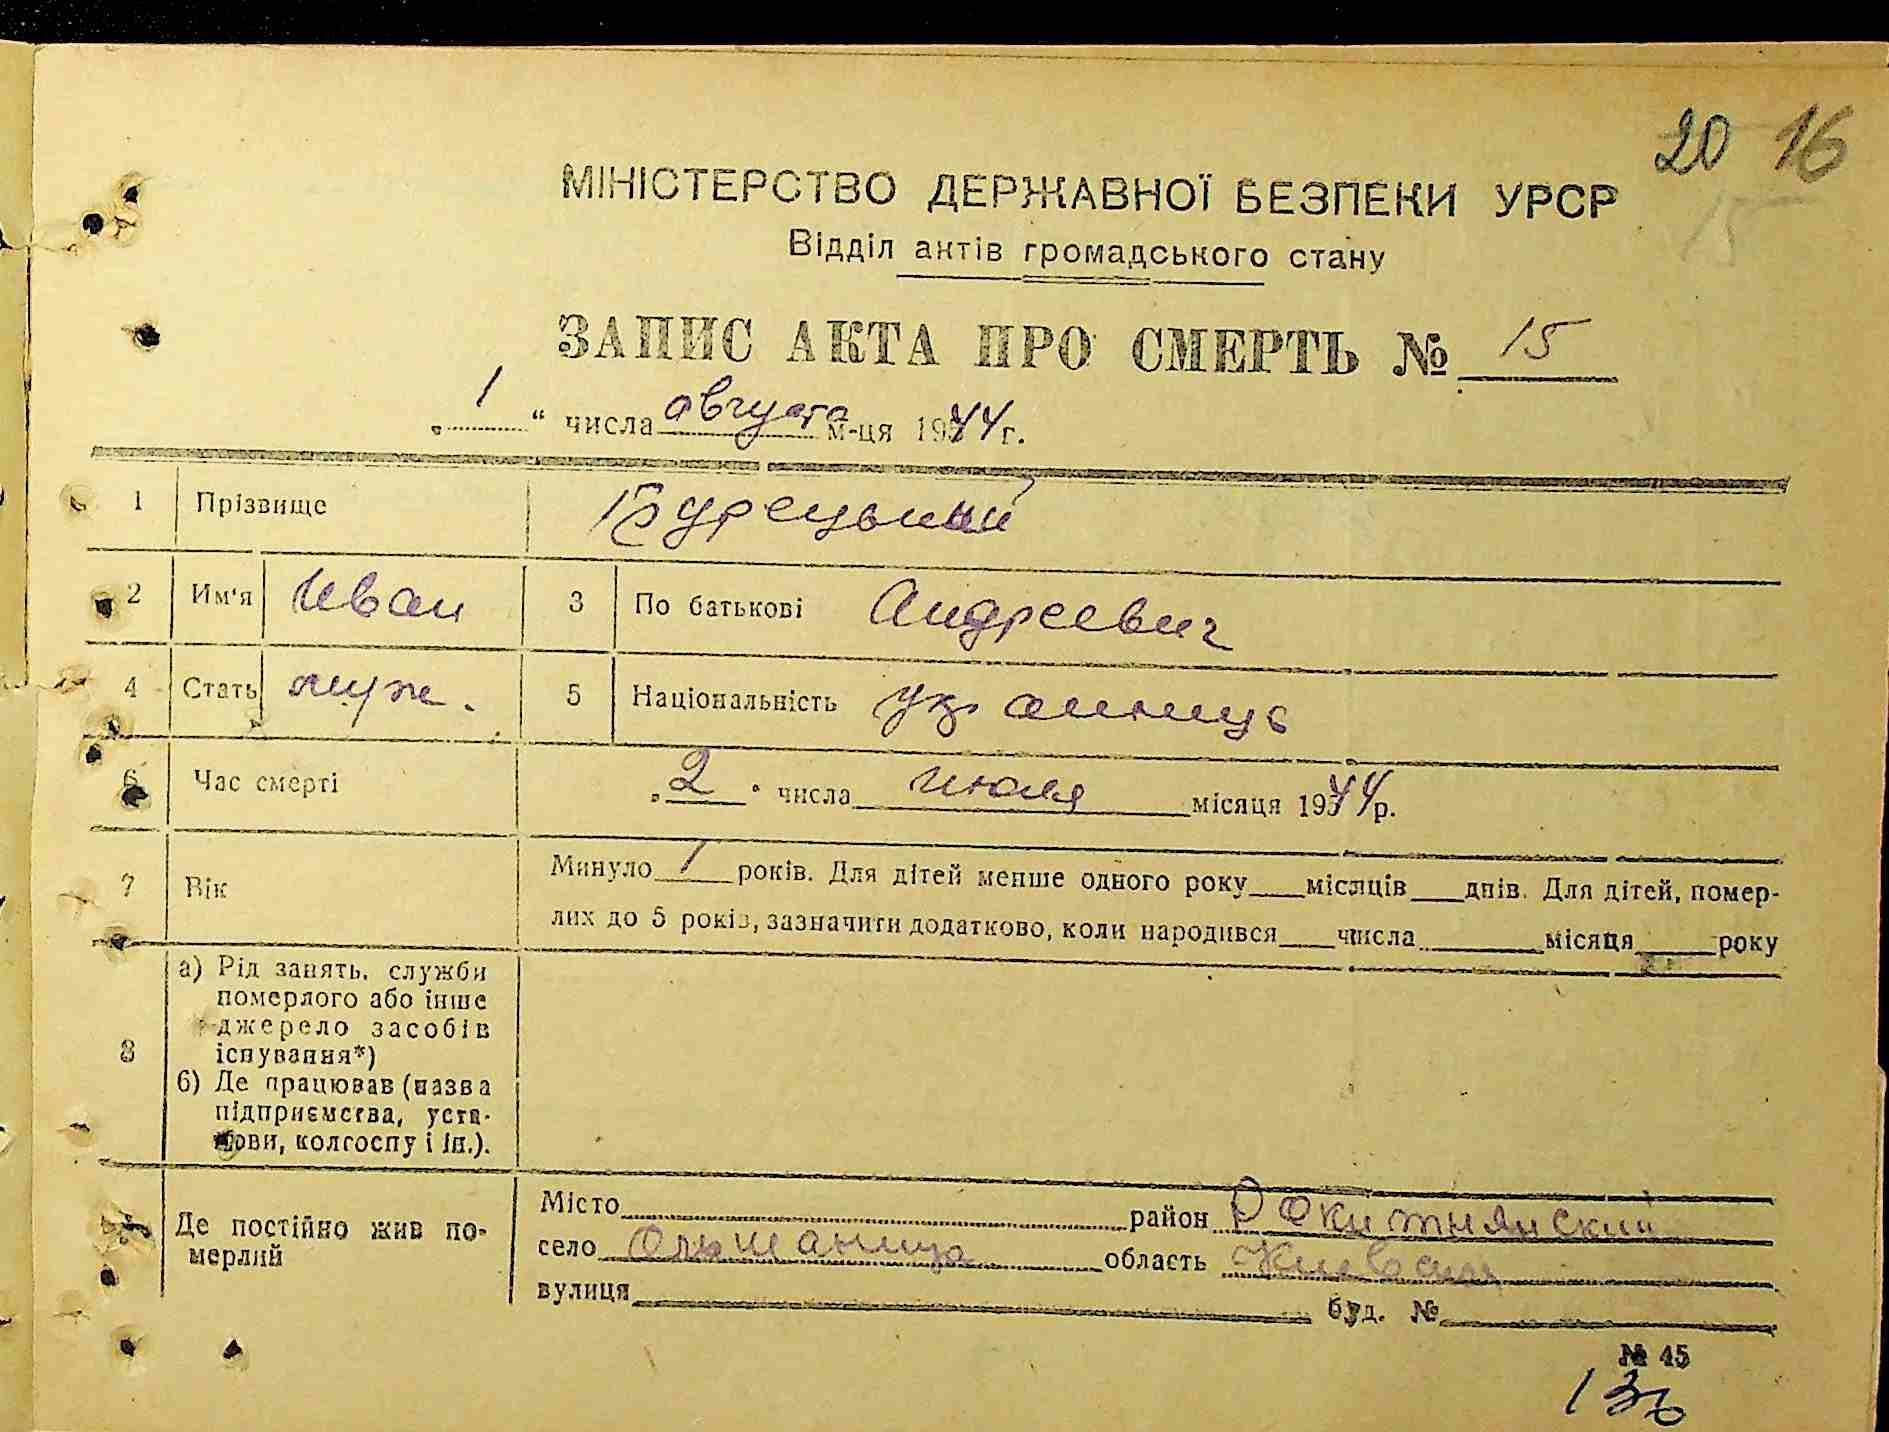 20 16
15
МІНІСТЕРСТВО ДЕРЖАВНОЇ БЕЗПЕКИ УРСР
Відділ актів громадського стану
ЗАПИС АКТА ПРО СМЕРТЬ № 15
„ 1 “ числа августа м-ця 1944 г.
1 Прізвище
2 Им'я Иван 3 По батькові Андреевич
4 Стать муж. 5 Національність
6 Час смерті „ 2 “ числа июля місяця 1944 р.
7 Вік Минуло 1 років. Для дітей менше одного року місяців днів. Для дітей, помер-
лих до 5 років, зазначити додатково, коли народився числа місяця року
8 а) Рід занять, служби
померлого або інше
джерело засобів
існування*)
б) Де працював (назва
підприємства, уста-
нови, колгоспу і ін.).
Де постійно жив по-
мерлий
Місто район Рокитнянский
село Ольшаница область Киевская
вулиця буд. №
№ 45
136